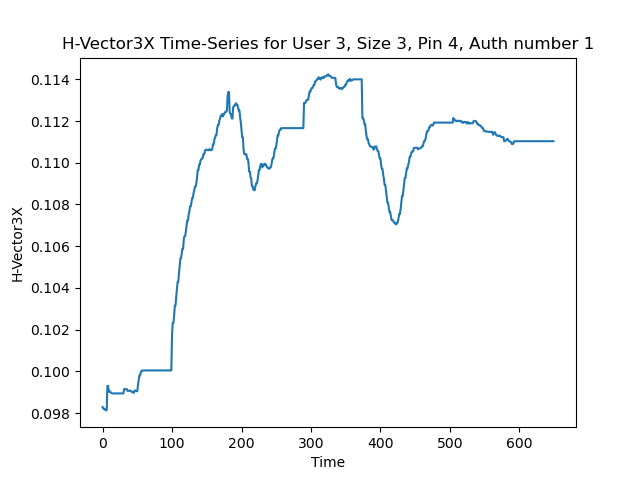 H-Vector3X Time-Series for User 3, Size 3, Pin 4, Auth number 1
0.114
0.112
0.110
0.108
0.106
0.104
0.102
0.100
0.098
H-Vector3X
0 100 200 300 400 500 600
Time